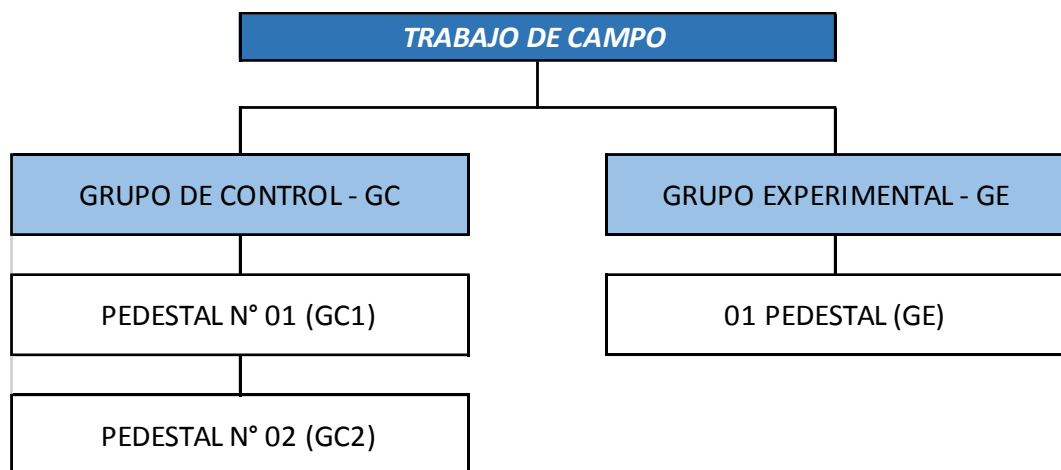 TRABAJO DE CAMPO
GRUPO DE CONTROL - GC
GRUPO EXPERIMENTAL - GE
PEDESTAL N° 01 (GC1)
01 PEDESTAL (GE)
PEDESTAL N° 02 (GC2)